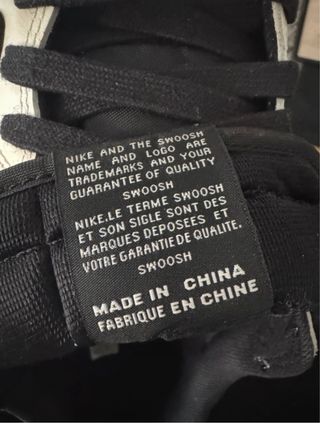 NIKE AND THE SWOOSH
NAME AND LOGO ARE
TRADEMARKS AND YOUR
GUARANTEE OF QUALITY
SWOOSH
NIKE.LE TERME SWOOSH
ET SON SIGLE SONT DES
MARQUES DEPOSEES ET
VOTRE GARANTIE DE QUALITE.
SWOOSH
MADE IN CHINA
FABRIQUE EN CHINE